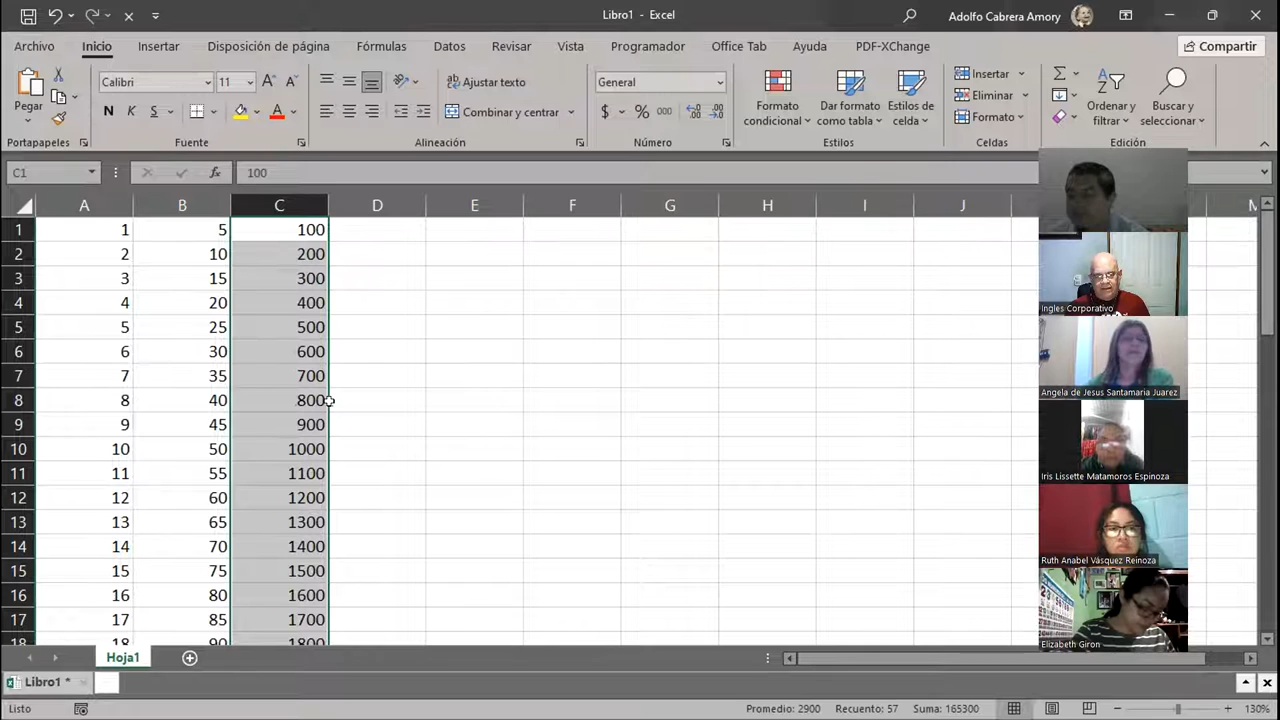 Libro1 - Excel
Adolfo Cabrera Amory
Archivo Inicio Insertar Disposición de página Fórmulas Datos Revisar Vista Programador Office Tab Ayuda PDF-XChange Compartir
Pegar
Calibri 11
N K S
Ajustar texto
Combinar y centrar
General
$ % 000
Formato condicional
Dar formato como tabla
Estilos de celda
Insertar
Eliminar
Formato
Ordenar y filtrar
Buscar y seleccionar
Portapapeles Fuente Alineación Número Estilos Celdas Edición
C1 fx 100
A B C D E F G H I J M
1 1 5 100
2 2 10 200
3 3 15 300
4 4 20 400
5 5 25 500
6 6 30 600
7 7 35 700
8 8 40 800
9 9 45 900
10 10 50 1000
11 11 55 1100
12 12 60 1200
13 13 65 1300
14 14 70 1400
15 15 75 1500
16 16 80 1600
17 17 85 1700
18 18 90 1800
Ingles Corporativo
Angela de Jesus Santamaria Juarez
Iris Lissette Matamoros Espinoza
Ruth Anabel Vásquez Reinoza
Elizabeth Giron
Hoja1
Libro1 *
Listo Promedio: 2900 Recuento: 57 Suma: 165300 130%